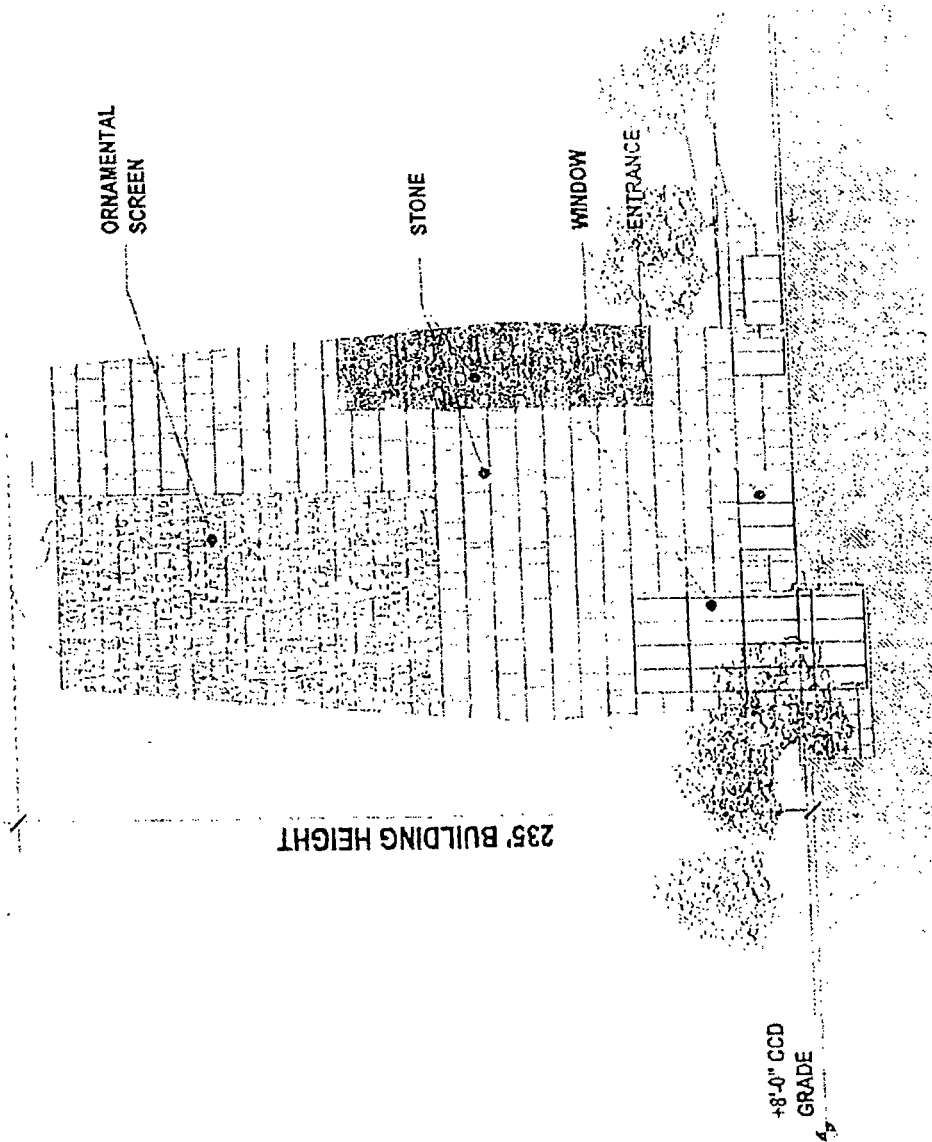 ORNAMENTAL
SCREEN
STONE
WINDOW
ENTRANCE
235' BUILDING HEIGHT
+8'-0" CCD
GRADE